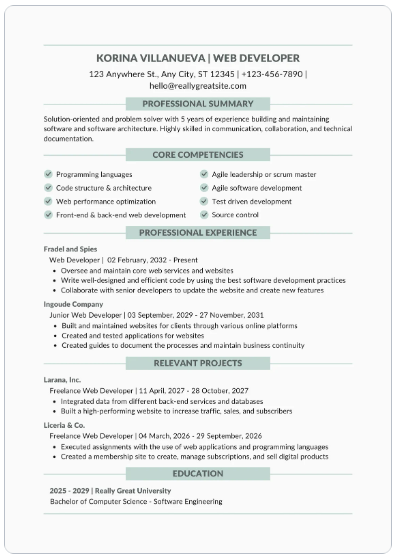 KORINA VILLANUEVA | WEB DEVELOPER
123 Anywhere St., Any City, ST 12345 | +123-456-7890 |
hello@reallygreatsite.com
PROFESSIONAL SUMMARY
Solution-oriented and problem solver with 5 years of experience building and maintaining
software and software architecture. Highly skilled in communication, collaboration, and technical
documentation.
CORE COMPETENCIES
Programming languages
Code structure & architecture
Web performance optimization
Front-end & back-end web development
Agile leadership or scrum master
Agile software development
Test driven development
Source control
PROFESSIONAL EXPERIENCE
Fradel and Spies
Web Developer | 02 February, 2032 - Present
• Oversee and maintain core web services and websites
• Write well-designed and efficient code by using the best software development practices
• Collaborate with senior developers to update the website and create new features
Ingoude Company
Junior Web Developer | 03 September, 2029 - 27 November, 2031
• Built and maintained websites for clients through various online platforms
• Created and tested applications for websites
• Created guides to document the processes and maintain business continuity
RELEVANT PROJECTS
Larana, Inc.
Freelance Web Developer | 11 April, 2027 - 28 October, 2027
• Integrated data from different back-end services and databases
• Built a high-performing website to increase traffic, sales, and subscribers
Liceria & Co.
Freelance Web Developer | 04 March, 2026 - 29 September, 2026
• Executed assignments with the use of web applications and programming languages
• Created a membership site to create, manage subscriptions, and sell digital products
EDUCATION
2025 - 2029 | Really Great University
Bachelor of Computer Science - Software Engineering